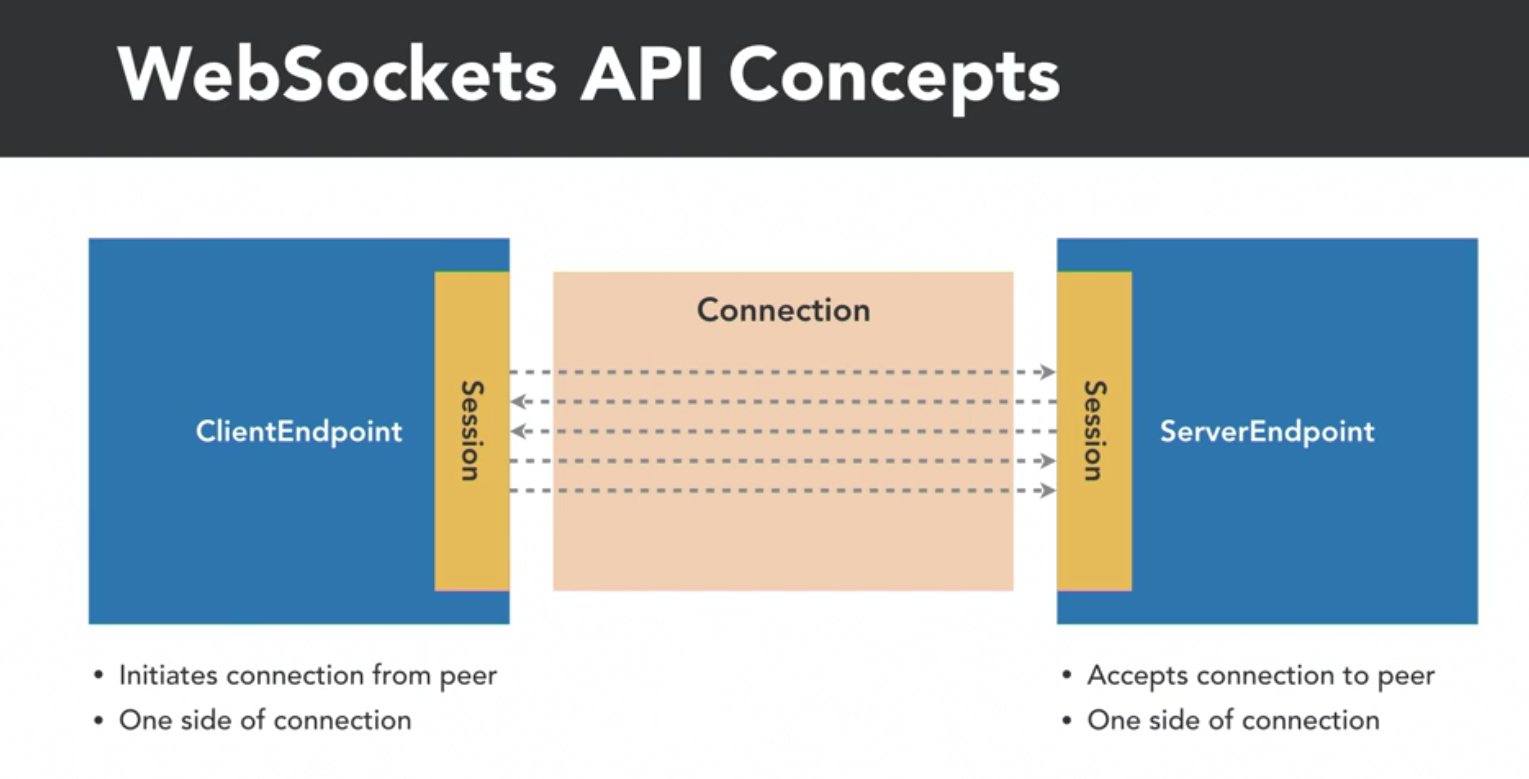 WebSockets API Concepts
Connection
ClientEndpoint
Session
Session
ServerEndpoint
• Initiates connection from peer
• One side of connection
• Accepts connection to peer
• One side of connection